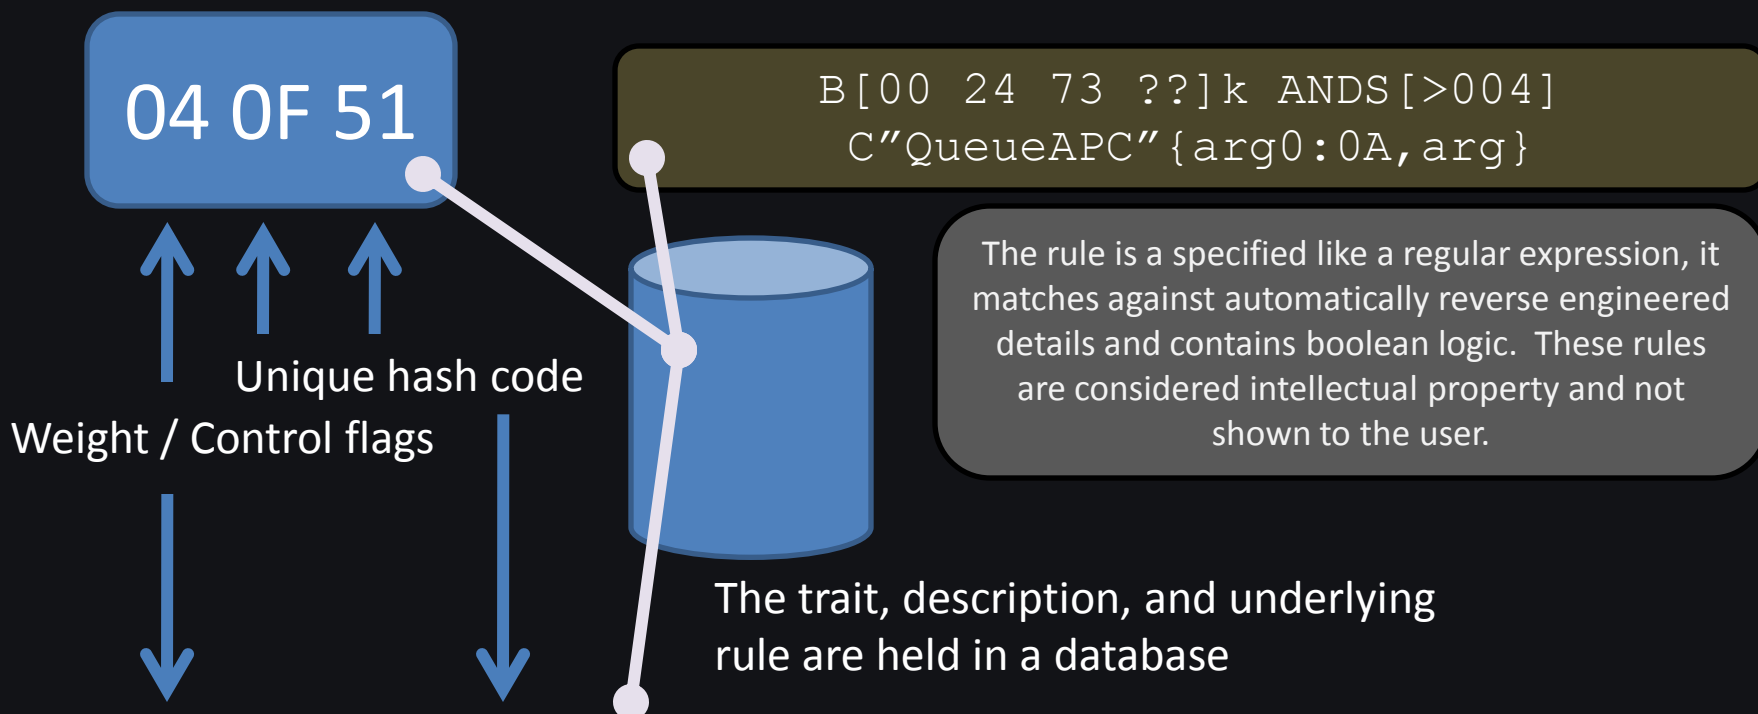 04 0F 51
B[00 24 73 ??]k ANDS[>004]
C”QueueAPC”{arg0:0A,arg}
The rule is a specified like a regular expression, it
matches against automatically reverse engineered
details and contains boolean logic.  These rules
are considered intellectual property and not
shown to the user.
Unique hash code
Weight / Control flags
The trait, description, and underlying
rule are held in a database